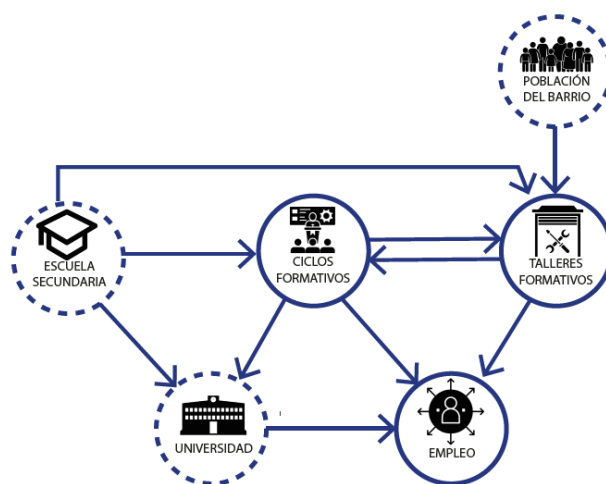 POBLACIÓN
DEL BARRIO
ESCUELA
SECUNDARIA
CICLOS
FORMATIVOS
TALLERES
FORMATIVOS
UNIVERSIDAD
EMPLEO